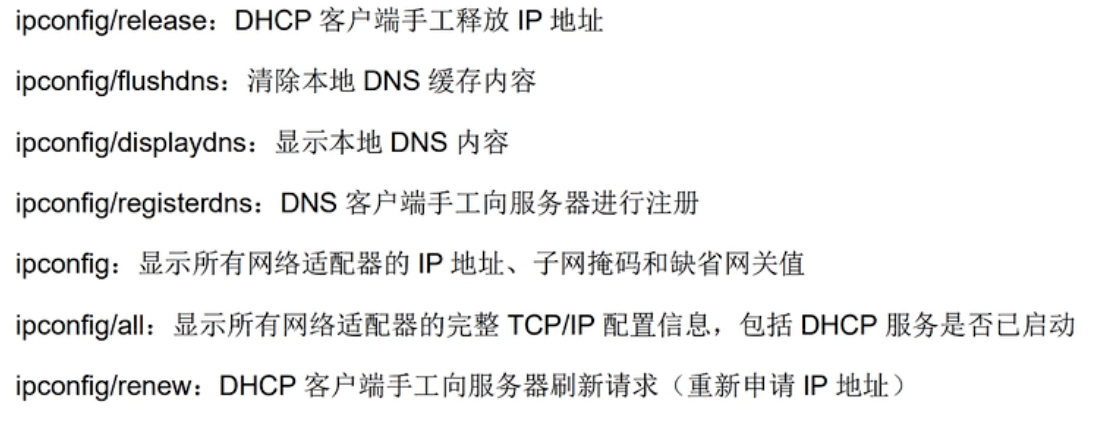 ipconfig/release：DHCP 客户端手工释放 IP 地址
ipconfig/flushdns：清除本地 DNS 缓存内容
ipconfig/displaydns：显示本地 DNS 内容
ipconfig/registerdns：DNS 客户端手工向服务器进行注册
ipconfig：显示所有网络适配器的 IP 地址、子网掩码和缺省网关值
ipconfig/all：显示所有网络适配器的完整 TCP/IP 配置信息，包括 DHCP 服务是否已启动
ipconfig/renew：DHCP 客户端手工向服务器刷新请求（重新申请 IP 地址）